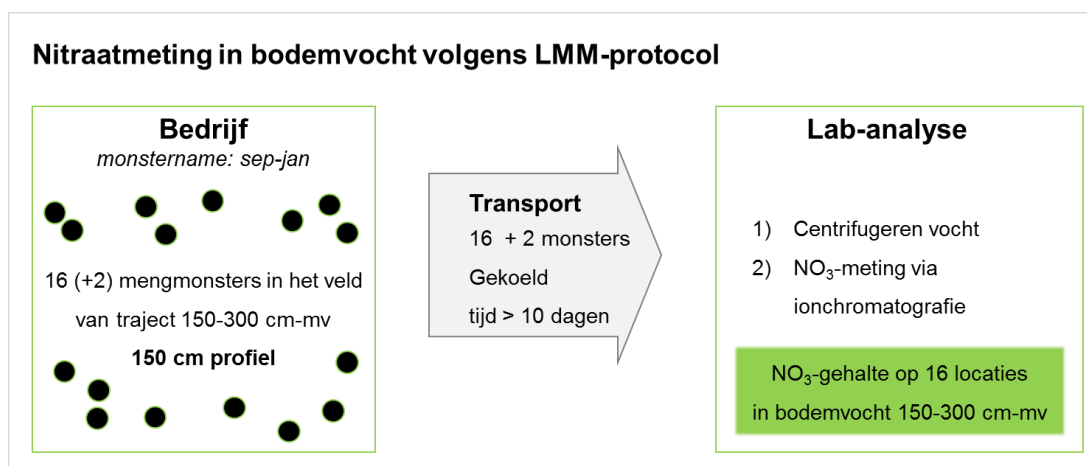 Nitraatmeting in bodemvocht volgens LMM-protocol
Bedrijf
monstername: sep-jan
16 (+2) mengmonsters in het veld
van traject 150-300 cm-mv
150 cm profiel
Transport
16 + 2 monsters
Gekoeld
tijd > 10 dagen
Lab-analyse
1) Centrifugeren vocht
2) NO₃-meting via
ionchromatografie
NO₃-gehalte op 16 locaties
in bodemvocht 150-300 cm-mv